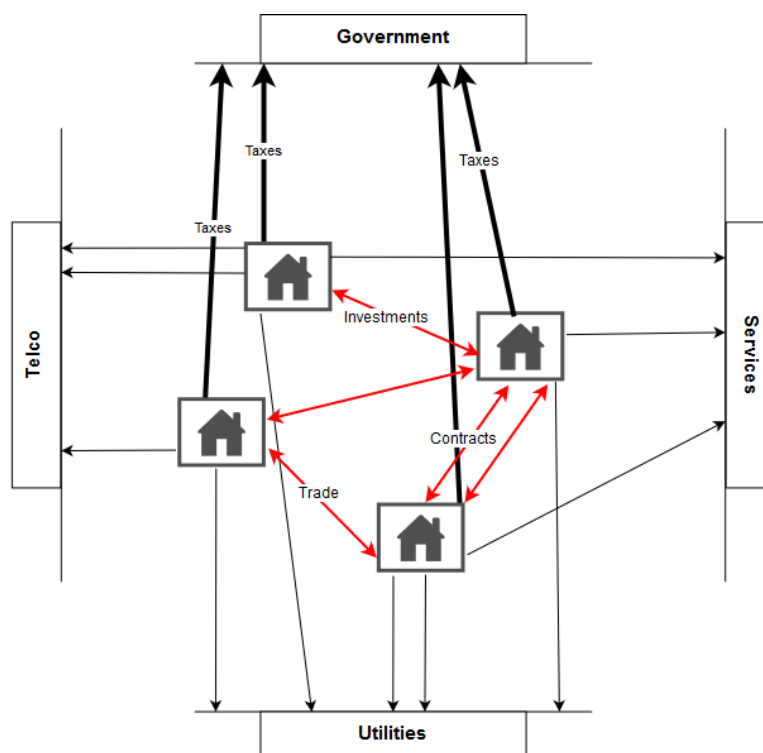 Government
Taxes
Taxes
Taxes
Investments
Telco
Services
Contracts
Trade
Utilities